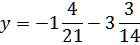 y = −1 4/21 − 3 3/14